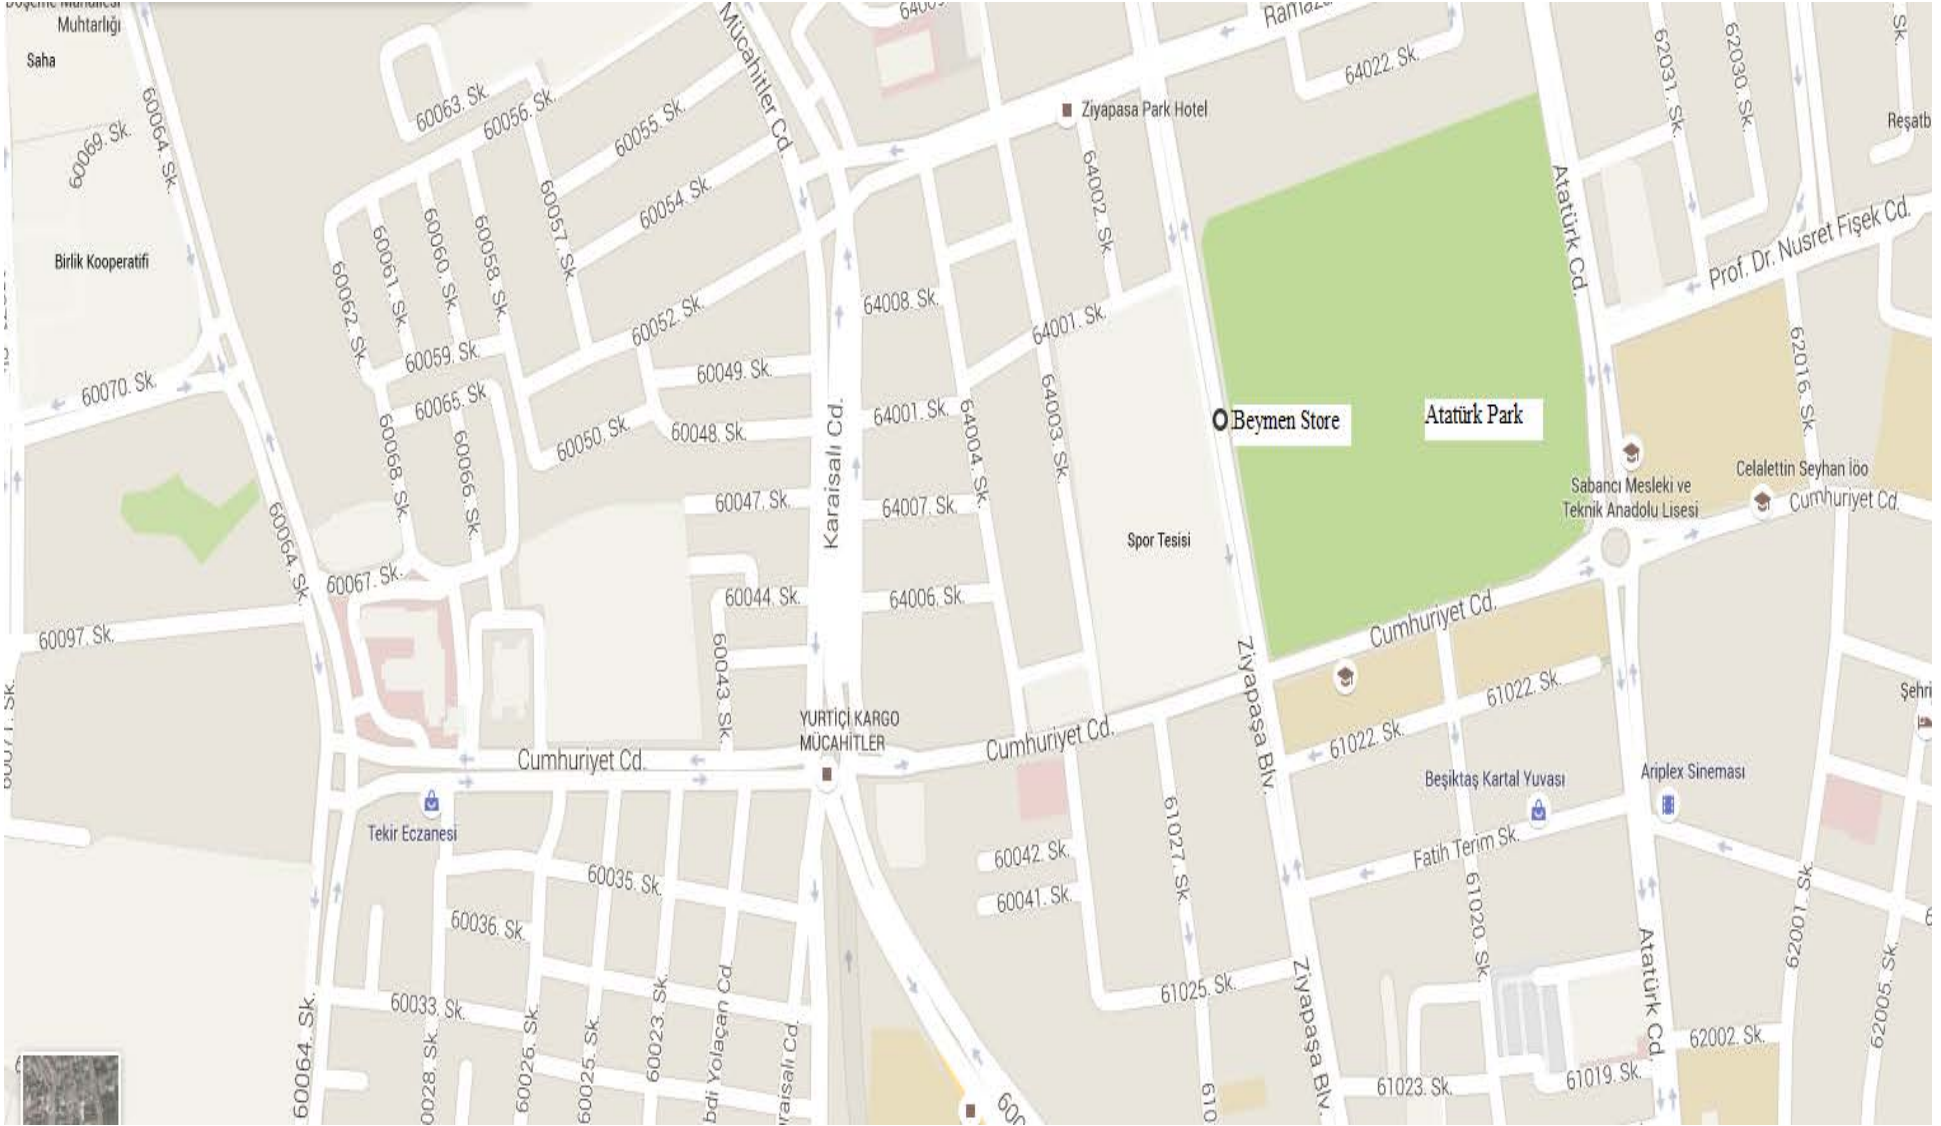 Muhtarlığı
Saha
60069. Sk.
60064. Sk.
Birlik Kooperatifi
60070. Sk.
60063. Sk.
60056. Sk.
60055. Sk.
60054. Sk.
60057. Sk.
60058. Sk.
60060. Sk.
60061. Sk.
60062. Sk.
60059. Sk.
60052. Sk.
60065. Sk
60050. Sk.
60049. Sk.
60048. Sk.
60068. Sk.
60066. Sk.
60047. Sk.
60044. Sk.
60043. Sk.
60064. Sk.
60067. Sk.
60097. Sk.
60071. Sk.
Mücahitler Cd.
Karaisalı Cd.
64008. Sk.
64001. Sk.
64007. Sk.
64006. Sk.
64004. Sk.
64003. Sk.
64001. Sk.
64002. Sk.
Ziyapasa Park Hotel
64022. Sk.
Beymen Store
Atatürk Park
Spor Tesisi
Atatürk Cd.
62031. Sk.
62030. Sk.
Sk.
Prof. Dr. Nusret Fişek Cd.
62016. Sk.
Sabancı Mesleki ve
Teknik Anadolu Lisesi
Celalettin Seyhan İöo
Cumhuriyet Cd.
Cumhuriyet Cd.
Cumhuriyet Cd.
Cumhuriyet Cd.
YURTİÇİ KARGO
MÜCAHİTLER
Tekir Eczanesi
Ziyapaşa Blv.
61022. Sk.
61022. Sk.
Beşiktaş Kartal Yuvası
Ariplex Sineması
Fatih Terim Sk.
61020. Sk.
61027. Sk.
60042. Sk.
60041. Sk.
61025. Sk.
60035. Sk.
60036. Sk.
60033. Sk.
60064. Sk.
60026. Sk.
60025. Sk.
60023. Sk.
Ziyapaşa Blv.
61023. Sk.
61019. Sk.
Atatürk Cd.
62002. Sk.
62001. Sk.
62005. Sk.